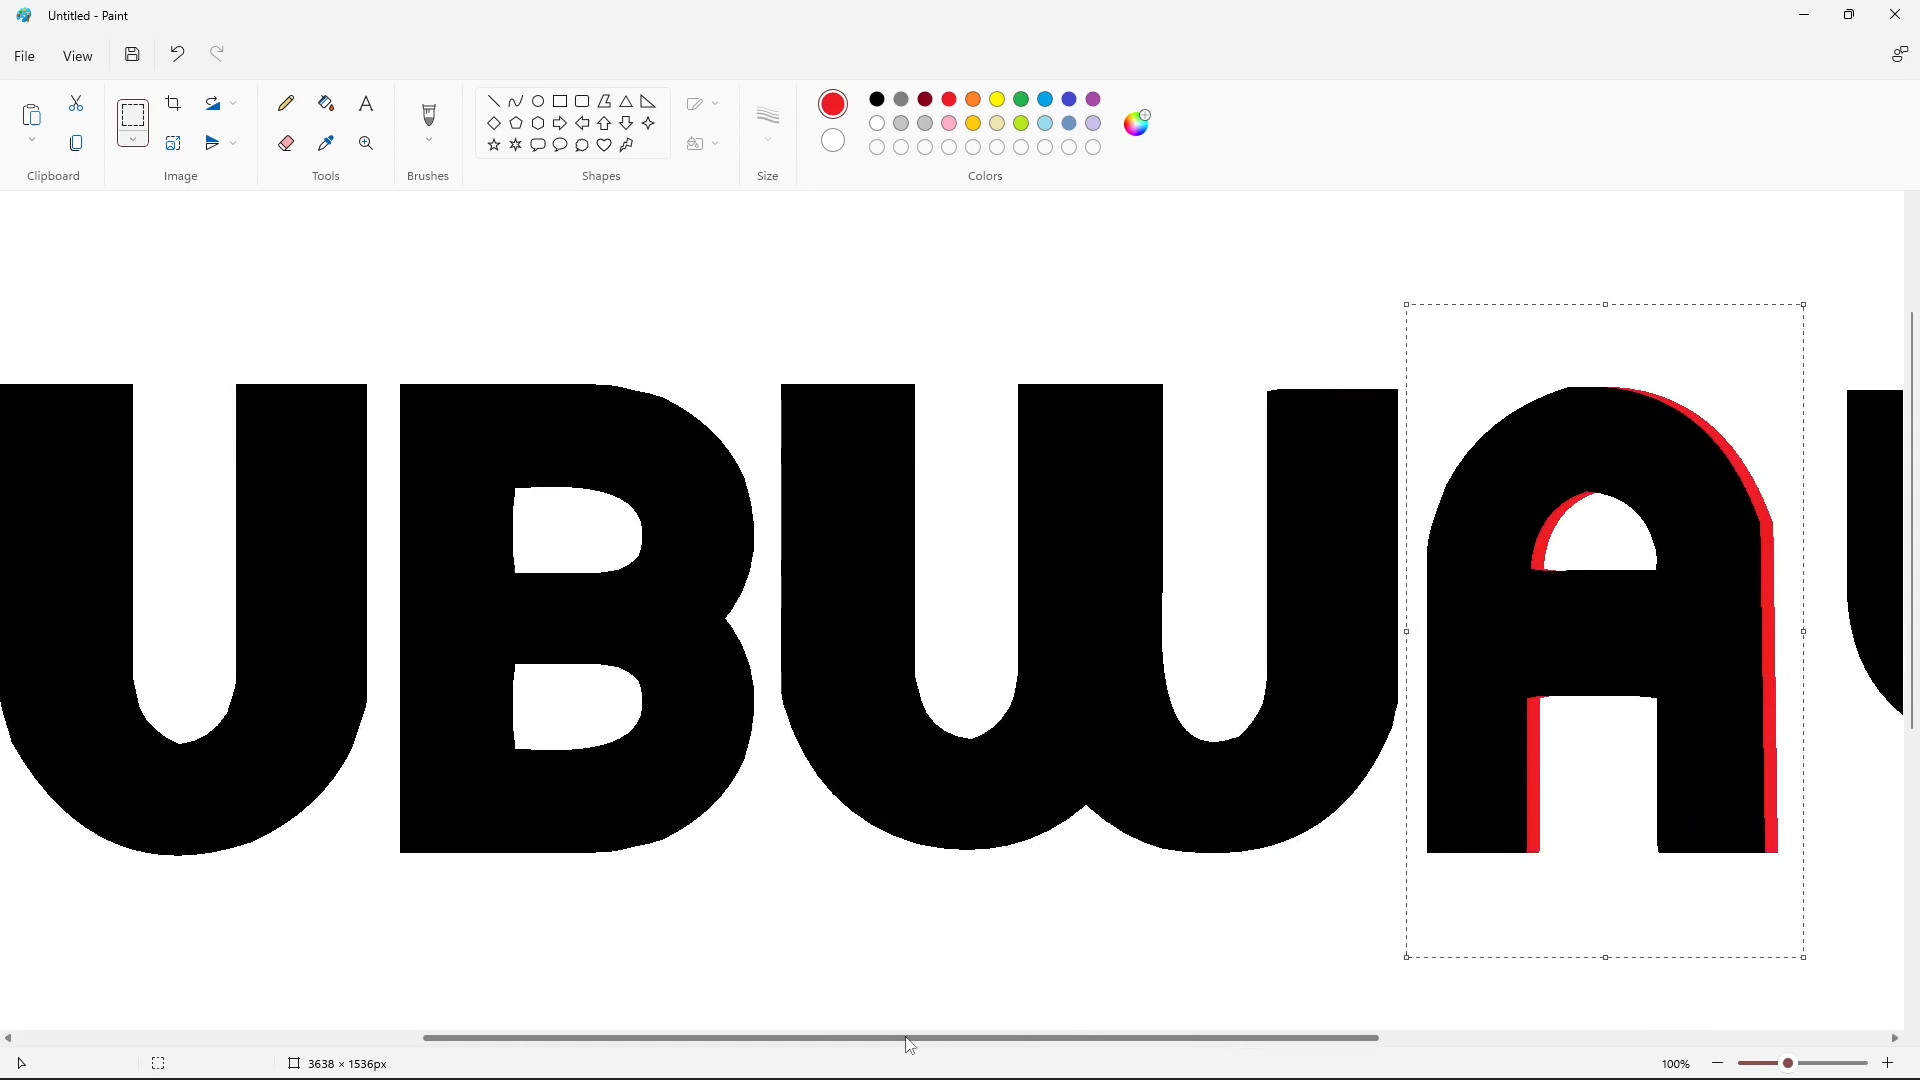 Untitled - Paint
File View
Clipboard Image Tools Brushes Shapes Size Colors
UBWA
3638 × 1536px 100%